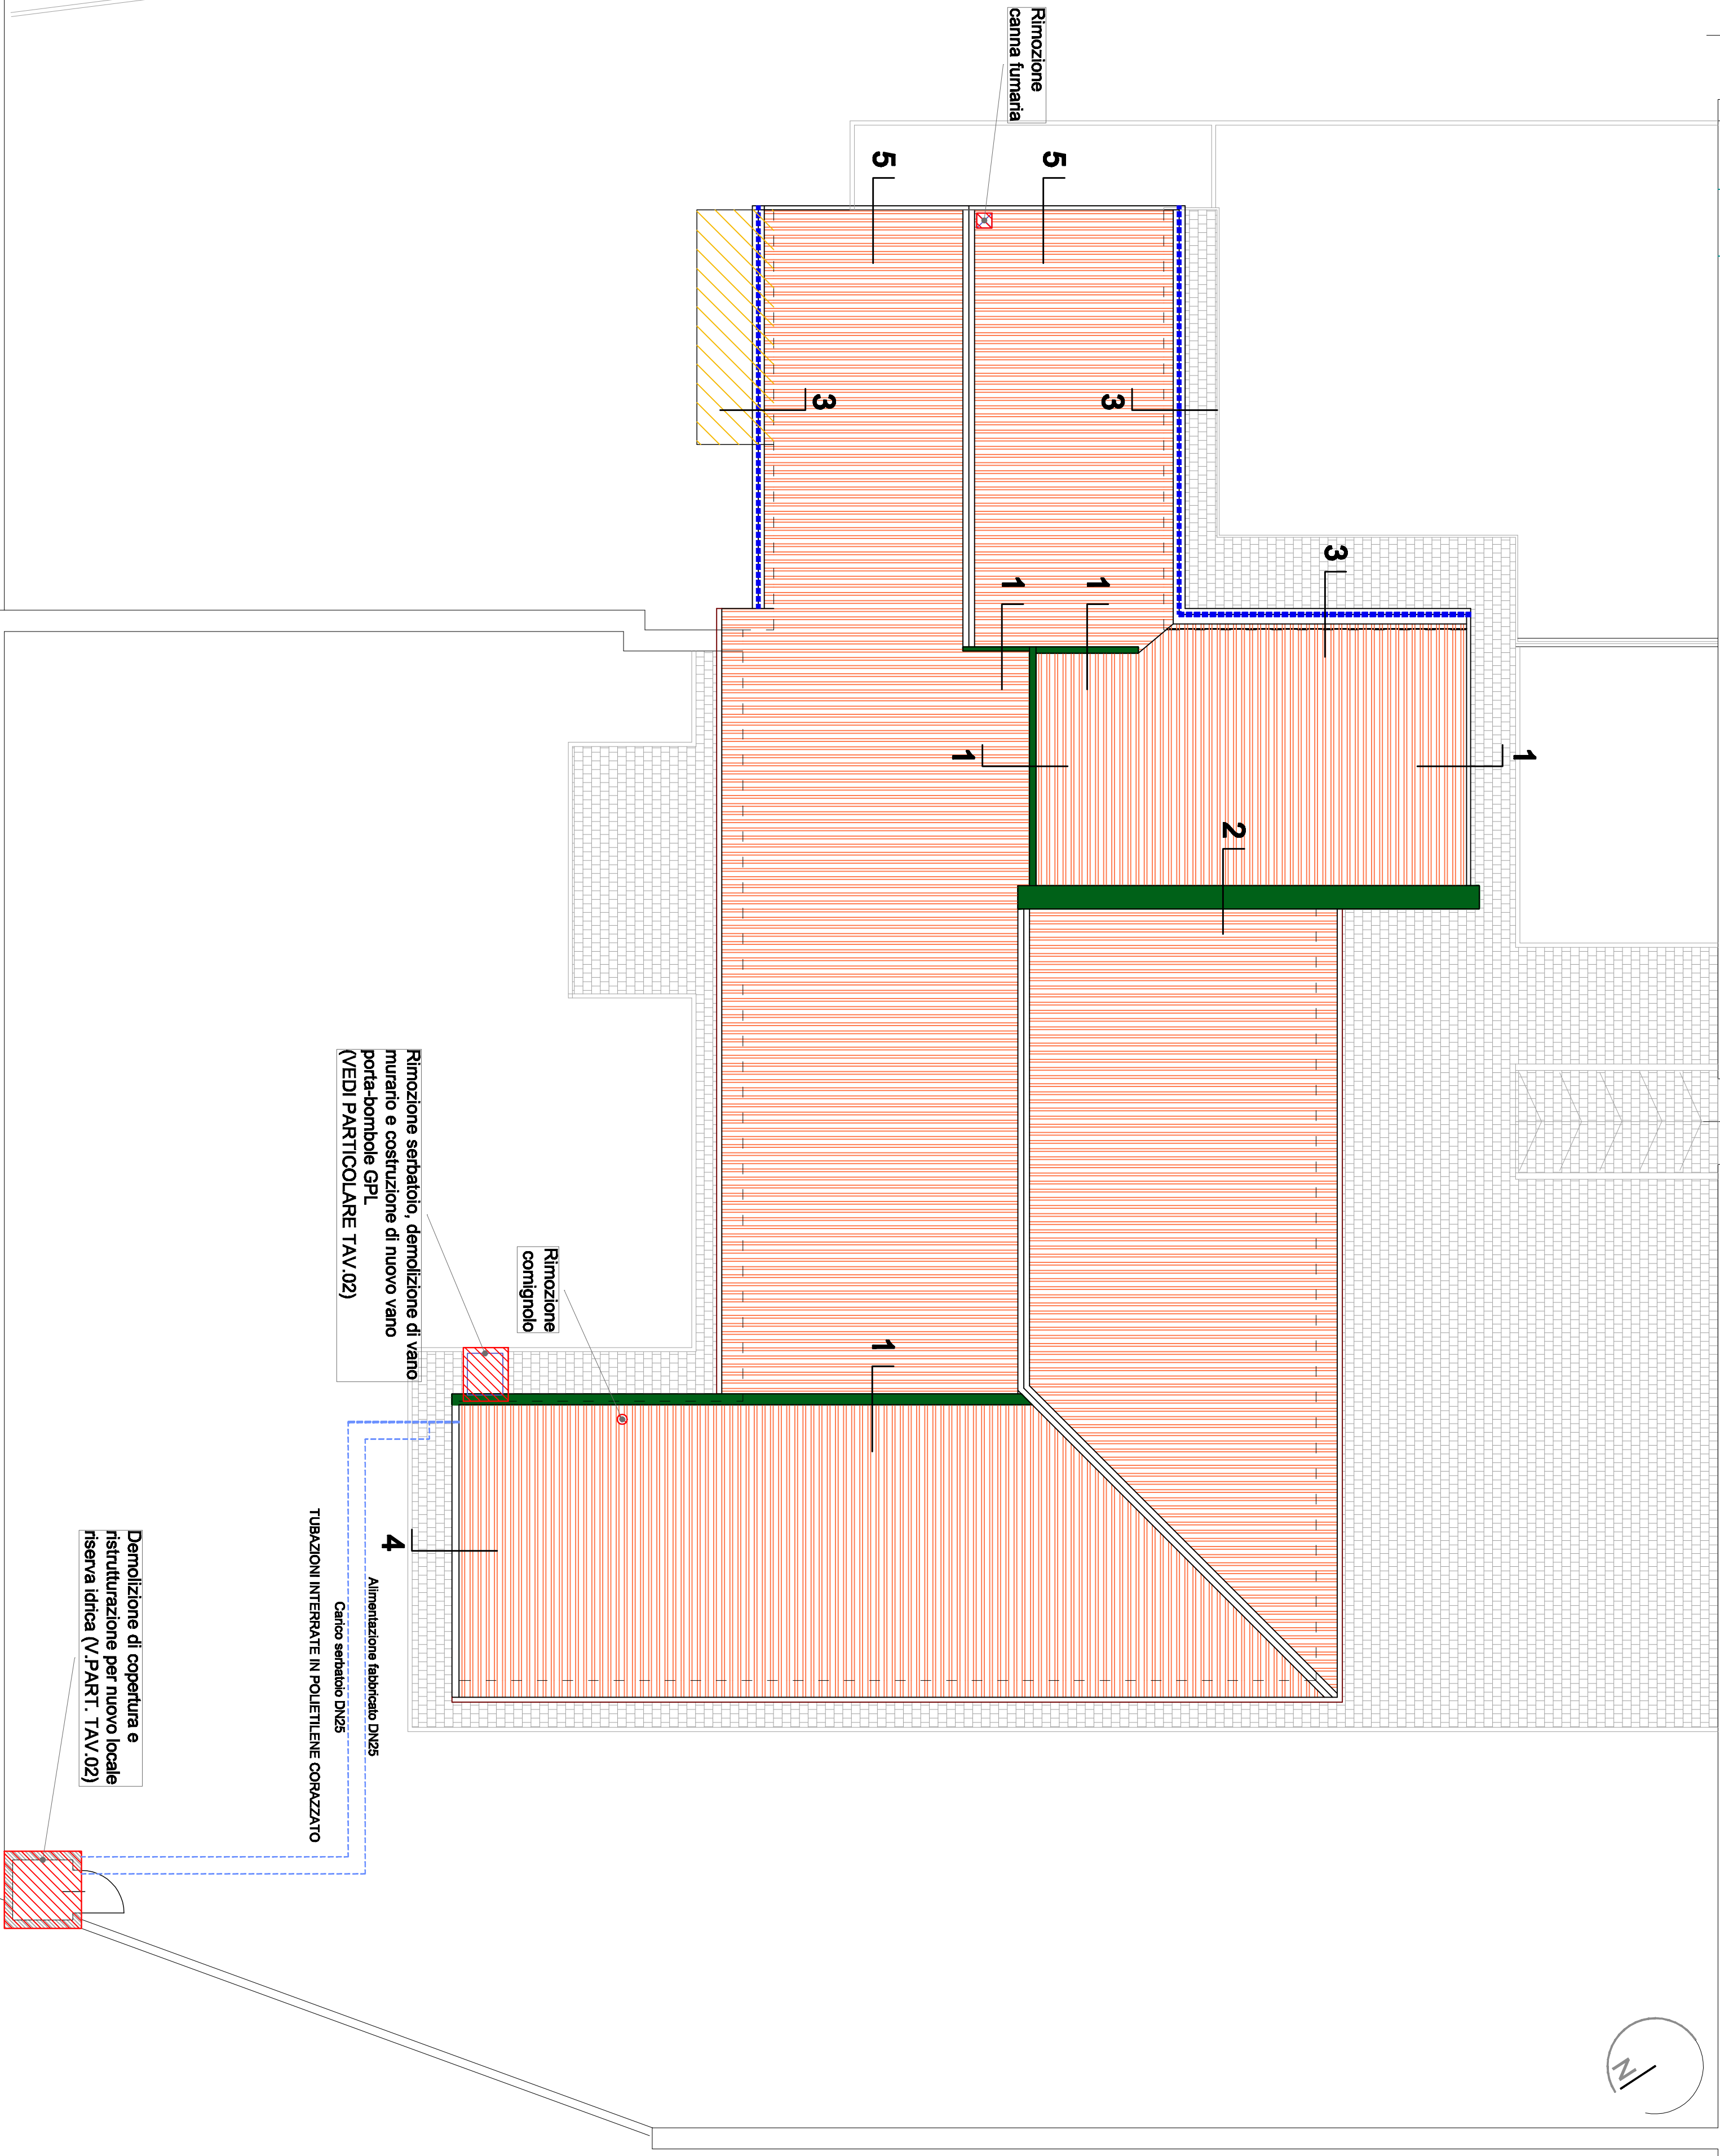 Rimozione
canna fumaria
5
5
3
3
3
1
1
1
1
2
Rimozione serbatoio, demolizione di vano
murario e costruzione di nuovo vano
porta-bombole GPL
(VEDI PARTICOLARE TAV.02)
Rimozione
comignolo
1
4
Alimentazione fabbricato DN25
Carico serbatoio DN25
TUBAZIONI INTERRATE IN POLIETILENE CORAZZATO
Demolizione di copertura e
ristrutturazione per nuovo locale
riserva idrica (V.PART. TAV.02)
N